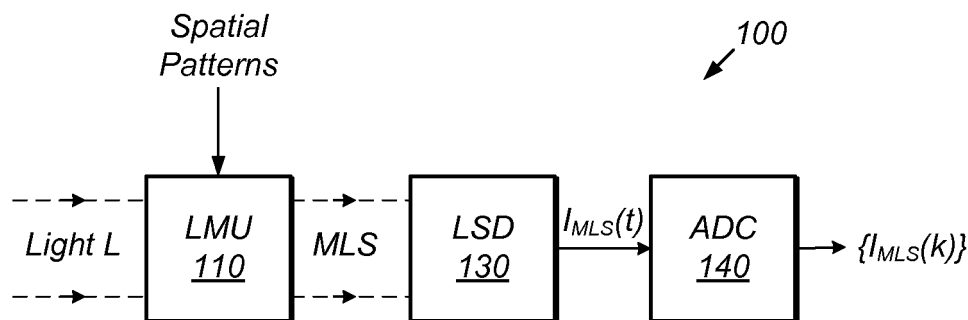 Spatial
Patterns
100
Light L
LMU
110
MLS
LSD
130
I_MLS(t)
ADC
140
{I_MLS(k)}